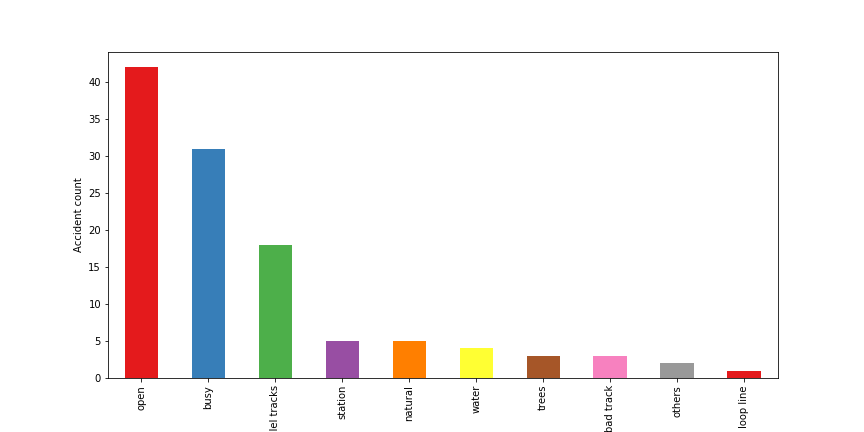 Accident count
40
35
30
25
20
15
10
5
0
open
busy
lel tracks
station
natural
water
trees
bad track
others
loop line